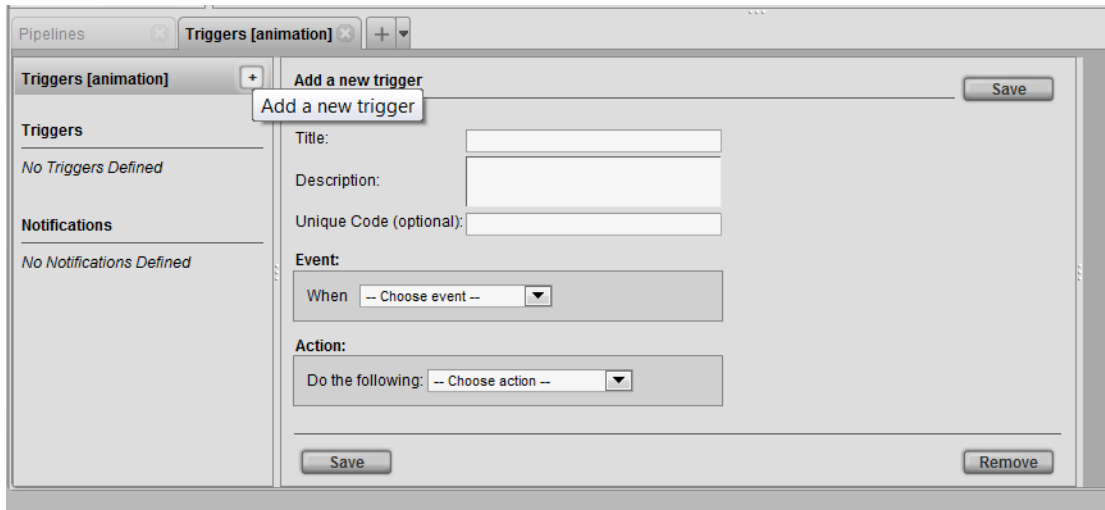 Pipelines
Triggers [animation]
Triggers [animation]
Add a new trigger
Triggers
No Triggers Defined
Notifications
No Notifications Defined
Add a new trigger
Save
Title:
Description:
Unique Code (optional):
Event:
When -- Choose event --
Action:
Do the following: -- Choose action --
Save
Remove